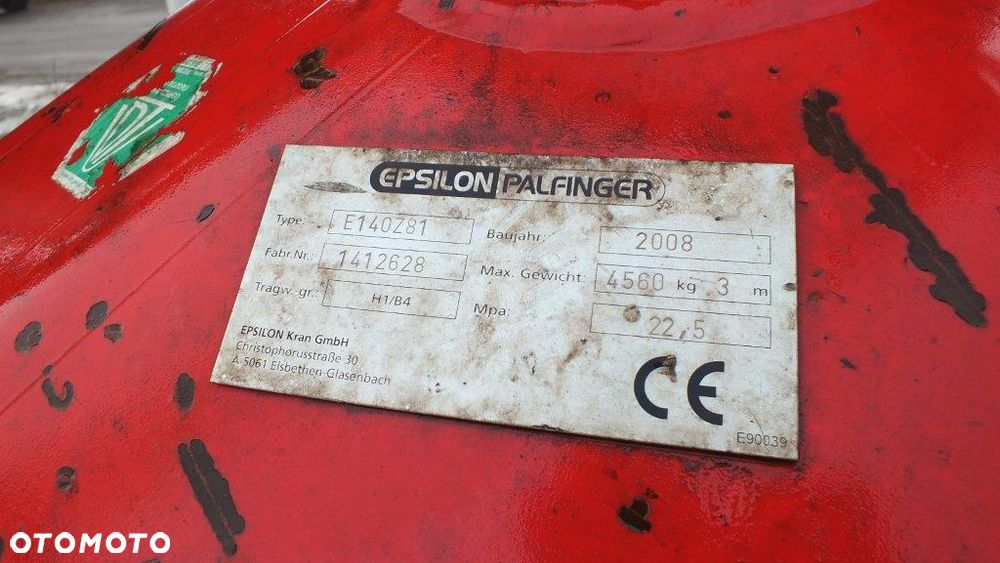 EPSILON PALFINGER
Type: E140Z81
Baujahr: 2008
Fabr.Nr.: 1412628
Max. Gewicht: 4560 kg 3 m
Tragw.-gr.: H1/B4
Mpa: 22,5
EPSILON Kran GmbH
Christophorusstraße 30
A 5061 Elsbethen-Glasenbach
CE
E90039
OTOMOTO